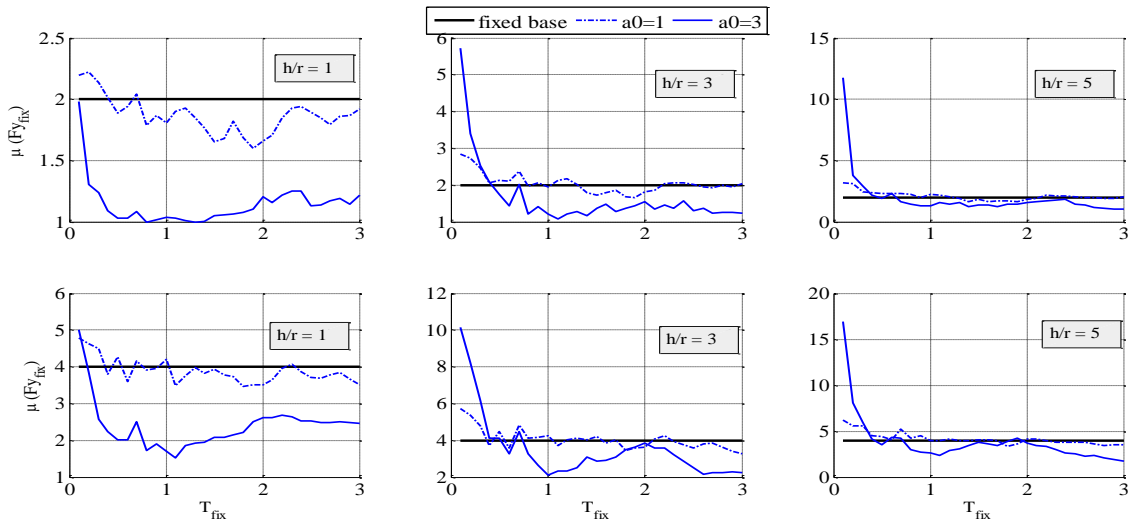 fixed base a0=1 a0=3
2.5 6 15
h/r = 1 h/r = 3 h/r = 5
5
2 4 10
μ (Fy_fix)
3
1.5 2 5
1 1 0
0 1 2 3 0 1 2 3 0 1 2 3
6 12 20
h/r = 1 h/r = 3 h/r = 5
5 10 15
4 8
μ (Fy_fix) 10
3 6
2 4 5
1 2 0
0 1 2 3 0 1 2 3 0 1 2 3
T_fix T_fix T_fix